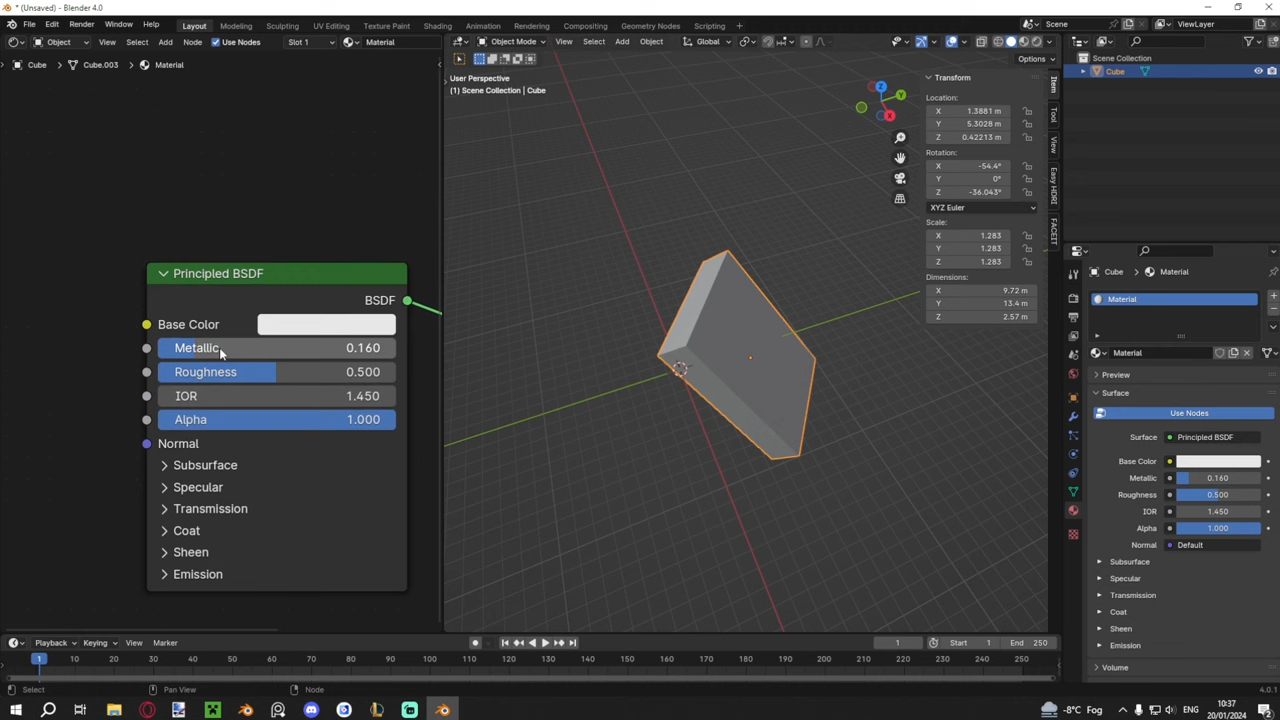 * (Unsaved) - Blender 4.0
File Edit Render Window Help Layout Modeling Sculpting UV Editing Texture Paint Shading Animation Rendering Compositing Geometry Nodes Scripting Scene ViewLayer
Object View Select Add Node Use Nodes Slot 1 Material
Object Mode View Select Add Object Global
Options
Cube Cube.003 Material
User Perspective
(1) Scene Collection | Cube
Z
Y
X
Transform
Location:
X 1.3881 m
Y 5.3028 m
Z 0.42213 m
Rotation:
X -54.4°
Y 0°
Z -36.043°
XYZ Euler
Scale:
X 1.283
Y 1.283
Z 1.283
Dimensions:
X 9.72 m
Y 13.4 m
Z 2.57 m
Item
Tool
View
Easy HDRI
FACEIT
Scene Collection
Cube
Principled BSDF
BSDF
Base Color
Metallic 0.160
Roughness 0.500
IOR 1.450
Alpha 1.000
Normal
Subsurface
Specular
Transmission
Coat
Sheen
Emission
Cube Material
Material
Material
Preview
Surface
Use Nodes
Surface Principled BSDF
Base Color
Metallic 0.160
Roughness 0.500
IOR 1.450
Alpha 1.000
Normal Default
Subsurface
Specular
Transmission
Coat
Sheen
Emission
Volume
Playback Keying View Marker 1 Start 1 End 250
1 10 20 30 40 50 60 70 80 90 100 110 120 130 140 150 160 170 180 190 200 210 220 230 240 250
Select Pan View Node 4.0.1
-8°C Fog ENG 10:37
20/01/2024